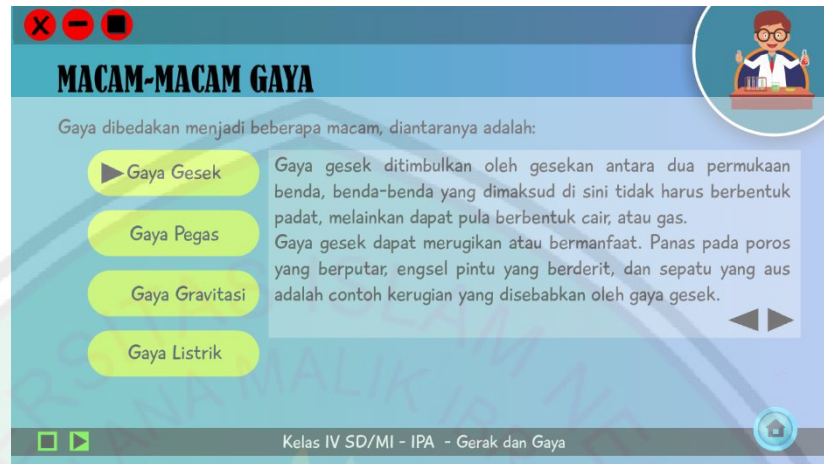 MACAM-MACAM GAYA
Gaya dibedakan menjadi beberapa macam, diantaranya adalah:
Gaya Gesek
Gaya Pegas
Gaya Gravitasi
Gaya Listrik
Gaya gesek ditimbulkan oleh gesekan antara dua permukaan
benda, benda-benda yang dimaksud di sini tidak harus berbentuk
padat, melainkan dapat pula berbentuk cair, atau gas.
Gaya gesek dapat merugikan atau bermanfaat. Panas pada poros
yang berputar, engsel pintu yang berderit, dan sepatu yang aus
adalah contoh kerugian yang disebabkan oleh gaya gesek.
Kelas IV SD/MI - IPA - Gerak dan Gaya